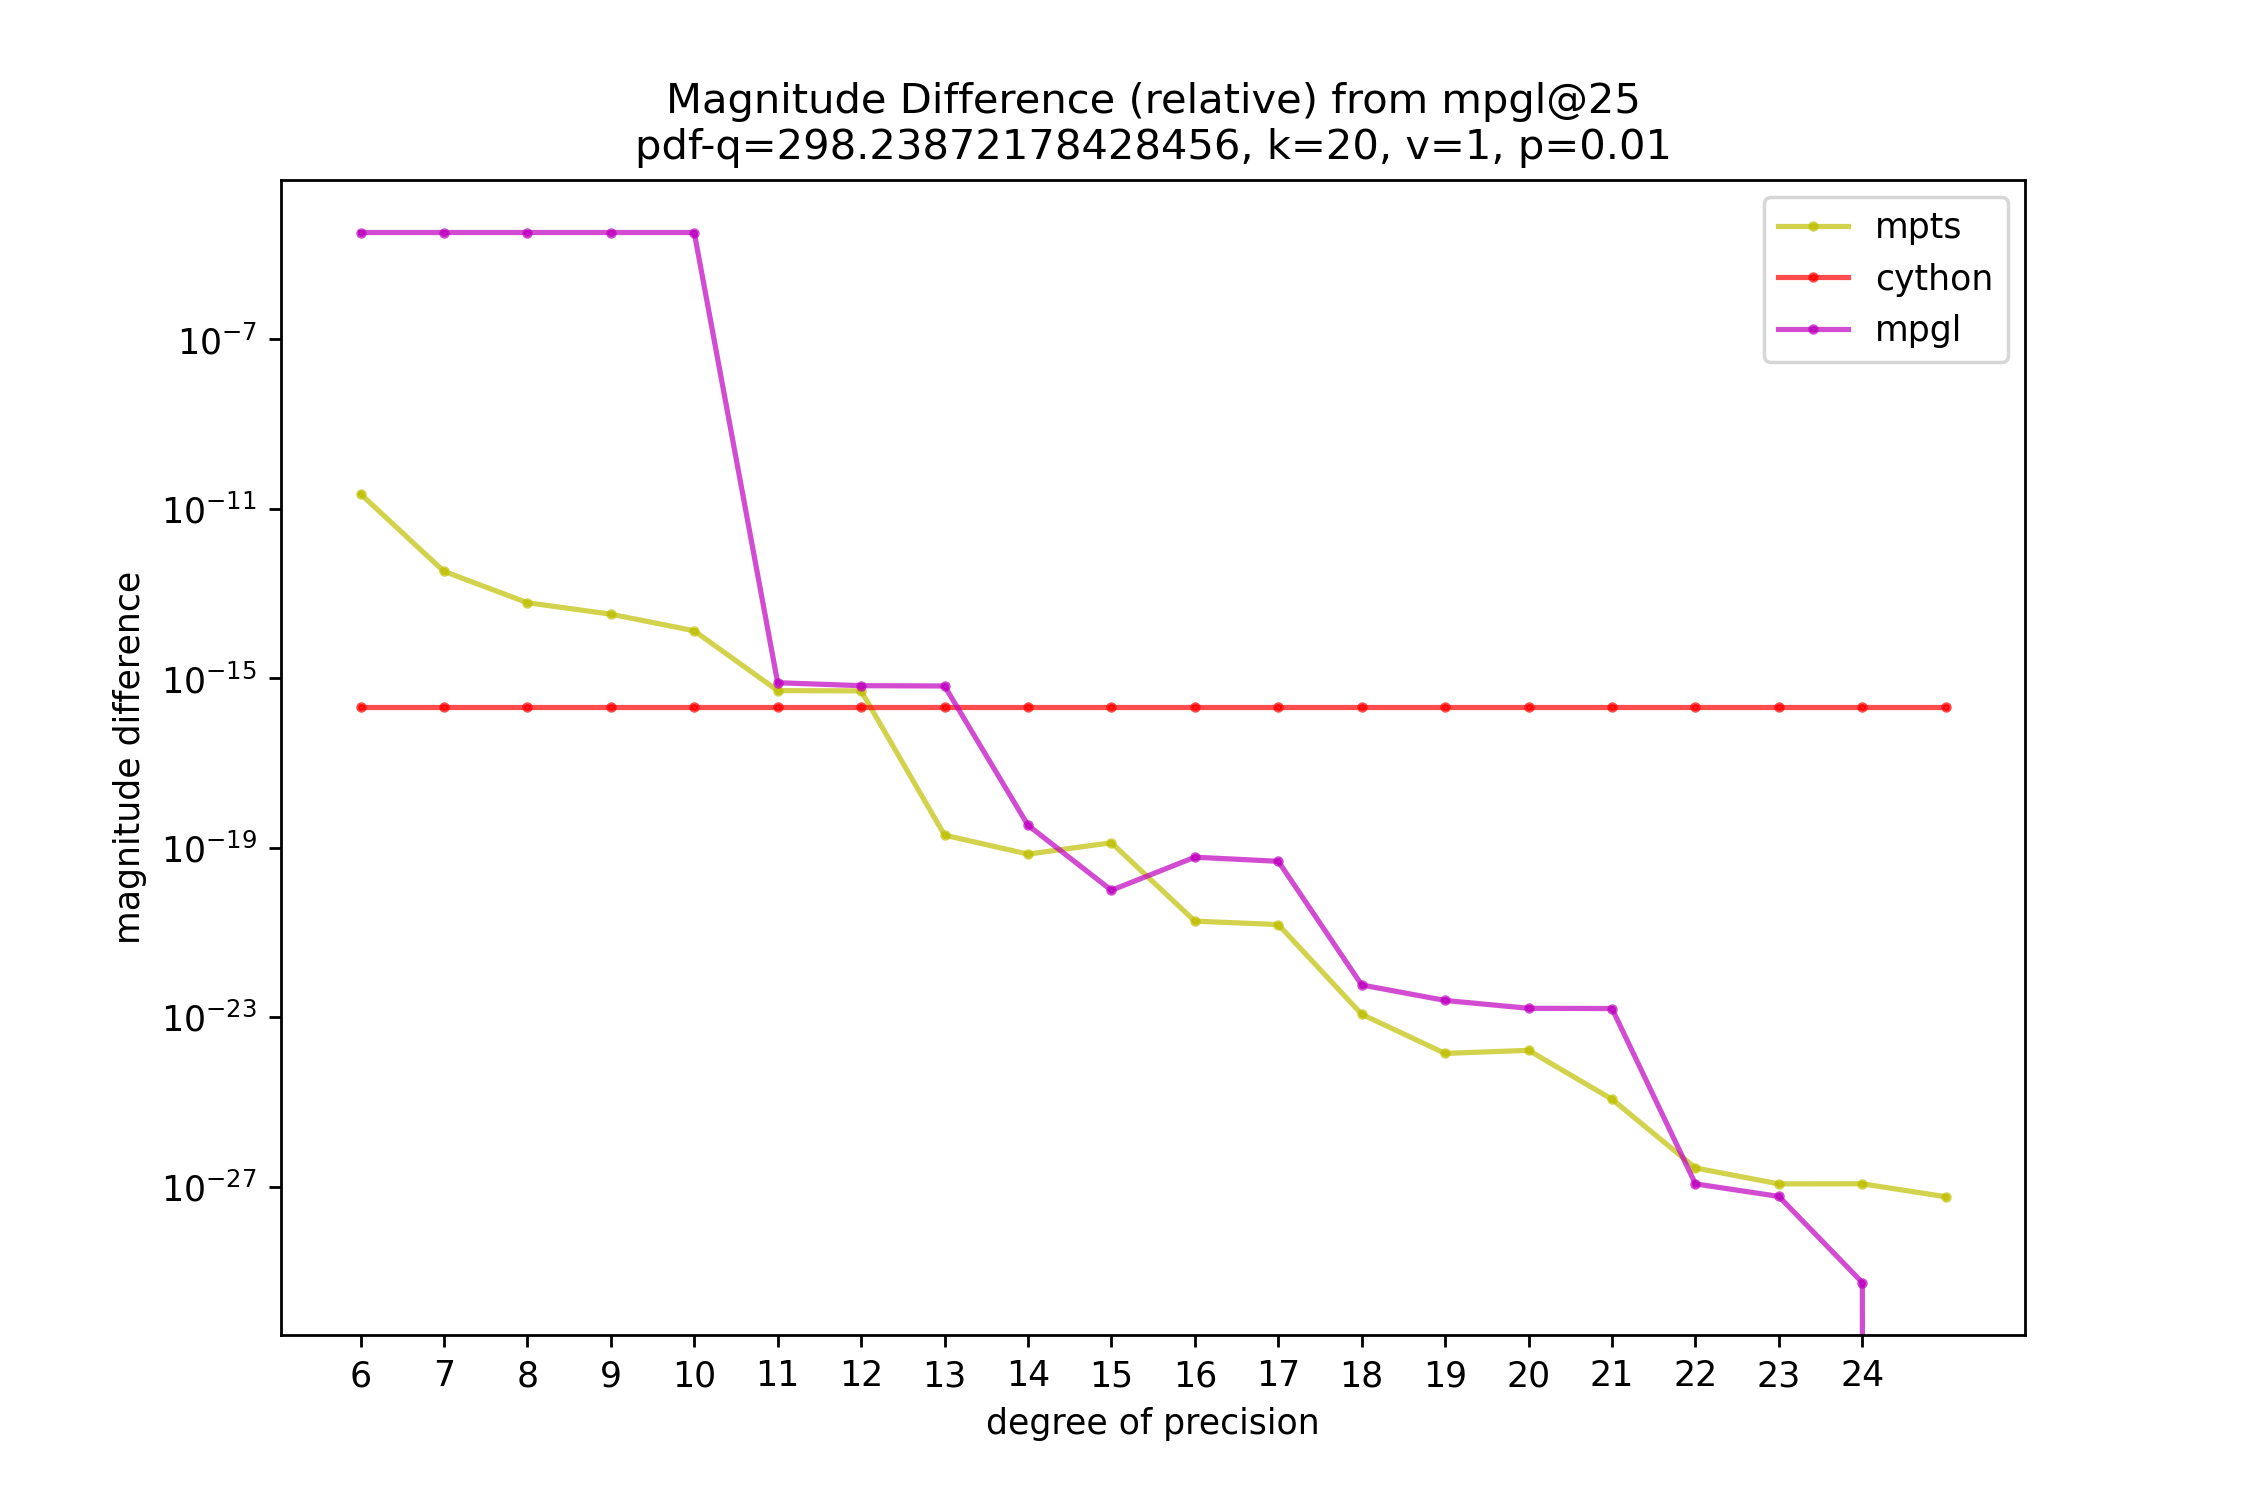 Magnitude Difference (relative) from mpgl@25
pdf-q=298.23872178428456, k=20, v=1, p=0.01
mpts
cython
mpgl
magnitude difference
10⁻⁷
10⁻¹¹
10⁻¹⁵
10⁻¹⁹
10⁻²³
10⁻²⁷
6 7 8 9 10 11 12 13 14 15 16 17 18 19 20 21 22 23 24
degree of precision